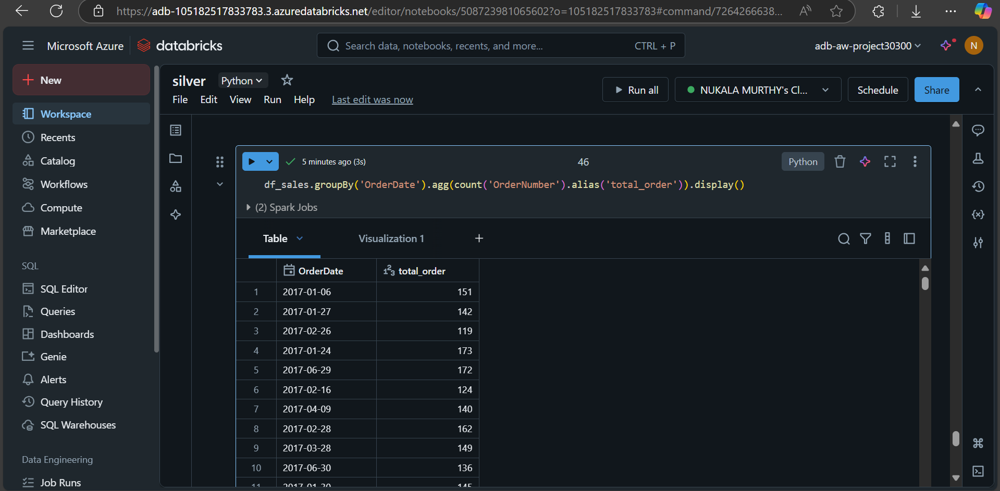 https://adb-105182517833783.3.azuredatabricks.net/editor/notebooks/508723981065602?o=105182517833783#command/7264266638...
Microsoft Azure databricks
Search data, notebooks, recents, and more... CTRL + P
adb-aw-project30300 N
New
Workspace
Recents
Catalog
Workflows
Compute
Marketplace
SQL
SQL Editor
Queries
Dashboards
Genie
Alerts
Query History
SQL Warehouses
Data Engineering
Job Runs
silver Python
File Edit View Run Help Last edit was now
Run all NUKALA MURTHY's Cl... Schedule Share
5 minutes ago (3s) 46 Python
df_sales.groupBy('OrderDate').agg(count('OrderNumber').alias('total_order')).display()
(2) Spark Jobs
Table Visualization 1 +
OrderDate 123 total_order
1 2017-01-06 151
2 2017-01-27 142
3 2017-02-26 119
4 2017-01-24 173
5 2017-06-29 172
6 2017-02-16 124
7 2017-04-09 140
8 2017-02-28 162
9 2017-03-28 149
10 2017-06-30 136
11 2017-01-30 145